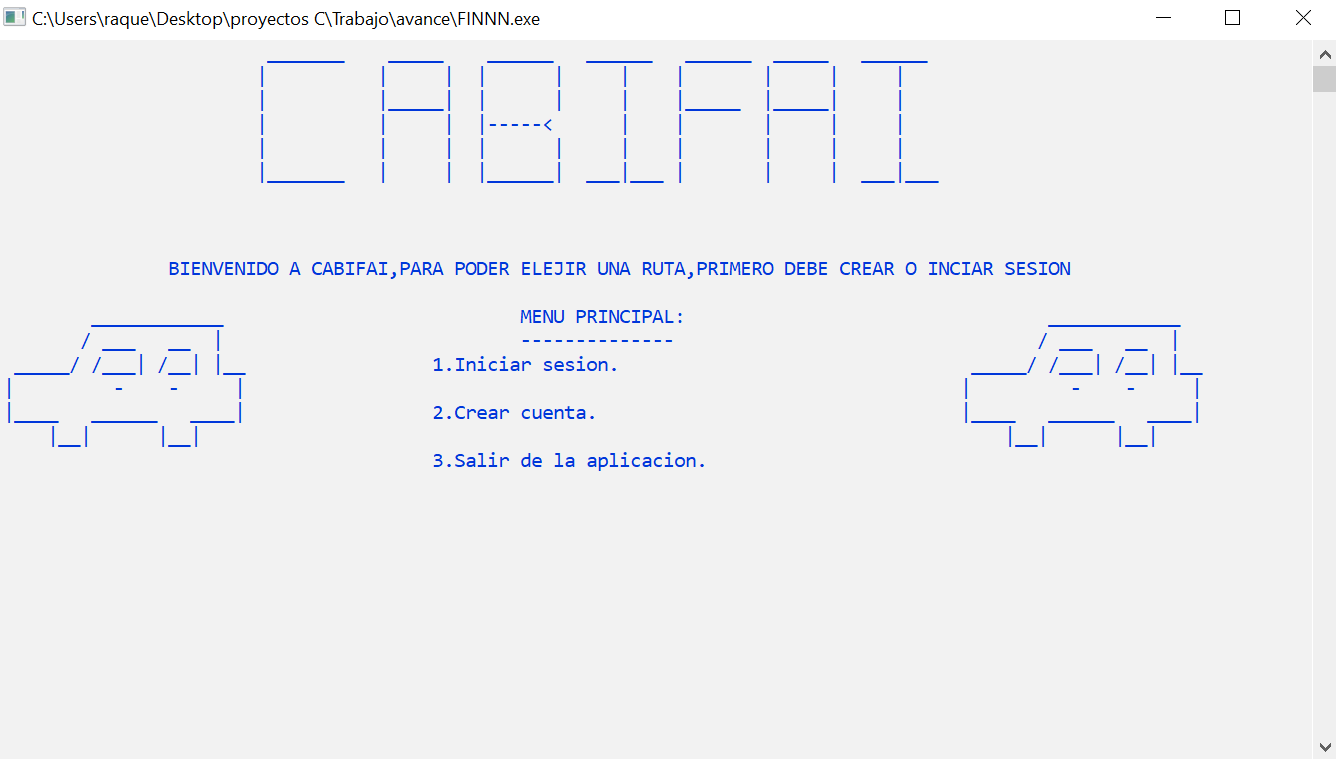 C:\Users\raque\Desktop\proyectos C\Trabajo\avance\FINNN.exe
CABIFAI
BIENVENIDO A CABIFAI,PARA PODER ELEJIR UNA RUTA,PRIMERO DEBE CREAR O INCIAR SESION
MENU PRINCIPAL:
--------------
1.Iniciar sesion.
2.Crear cuenta.
3.Salir de la aplicacion.